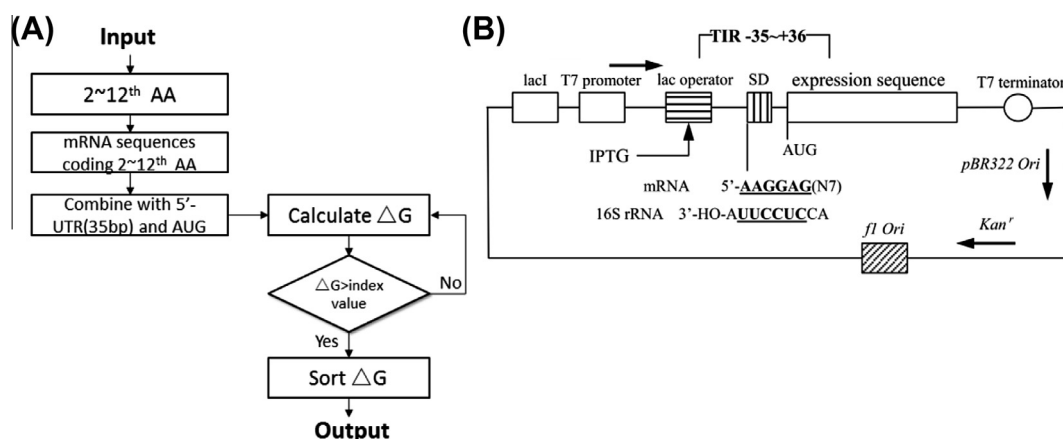 (A)
Input
2~12th AA
mRNA sequences
coding 2~12th AA
Combine with 5’-
UTR(35bp) and AUG
Calculate △G
△G>index
value
No
Yes
Sort △G
Output
(B)
TIR -35~+36
lacI
T7 promoter
lac operator
SD
expression sequence
T7 terminator
IPTG
AUG
mRNA 5’-AAGGAG(N7)
16S rRNA 3’-HO-AUUCCUCCA
pBR322 Ori
Kanʳ
f1 Ori